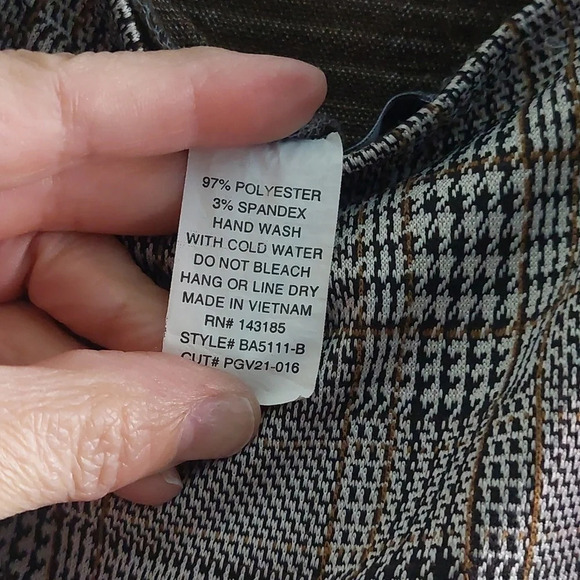 97% POLYESTER
3% SPANDEX
HAND WASH
WITH COLD WATER
DO NOT BLEACH
HANG OR LINE DRY
MADE IN VIETNAM
RN# 143185
STYLE# BA5111-B
CUT# PGV21-016